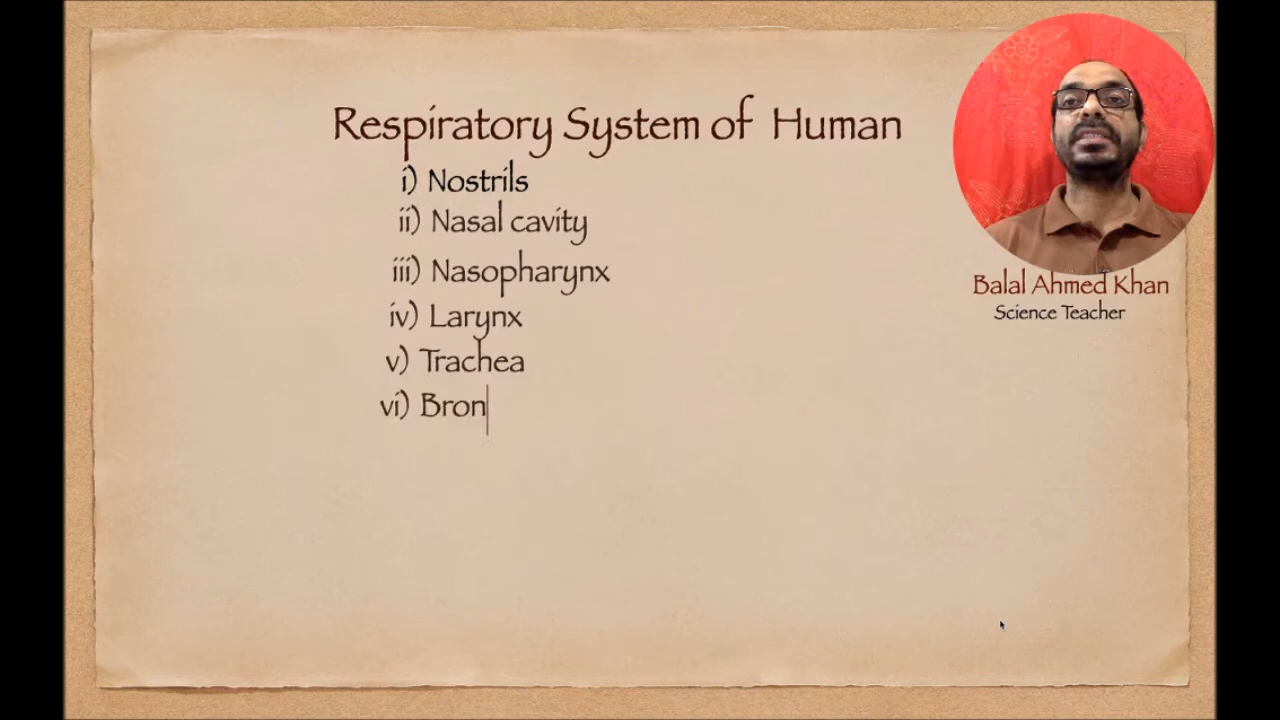 Respiratory System of Human
i) Nostrils
ii) Nasal cavity
iii) Nasopharynx
iv) Larynx
v) Trachea
vi) Bron
Balal Ahmed Khan
Science Teacher